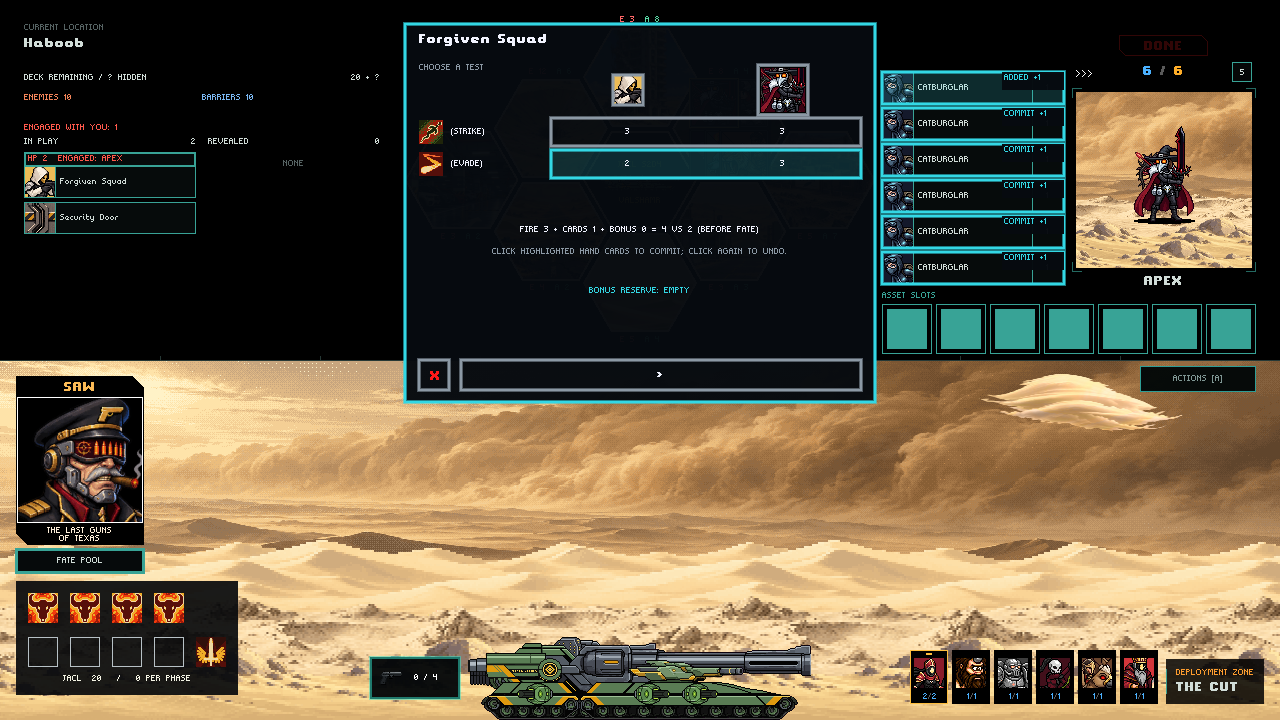 E 3 A 8
CURRENT LOCATION
Haboob
DECK REMAINING / ? HIDDEN 20 + ?
ENEMIES 10 BARRIERS 10
ENGAGED WITH YOU: 1
IN PLAY 2 REVEALED 0
HP 2 ENGAGED: APEX
NONE
Forgiven Squad
Security Door
Forgiven Squad
CHOOSE A TEST
(STRIKE) 3 3
(EVADE) 2 3
FIRE 3 + CARDS 1 + BONUS 0 = 4 VS 2 (BEFORE FATE)
CLICK HIGHLIGHTED HAND CARDS TO COMMIT; CLICK AGAIN TO UNDO.
BONUS RESERVE: EMPTY
X
>
ADDED +1
CATBURGLAR
COMMIT +1
CATBURGLAR
COMMIT +1
CATBURGLAR
COMMIT +1
CATBURGLAR
COMMIT +1
CATBURGLAR
COMMIT +1
CATBURGLAR
DONE
>>> 6 / 6 5
APEX
ASSET SLOTS
ACTIONS [A]
SAW
THE LAST GUNS
OF TEXAS
FATE POOL
PER PHASE
0 / 4
2/2 1/1 1/1 1/1 1/1 1/1
DEPLOYMENT ZONE
THE CUT